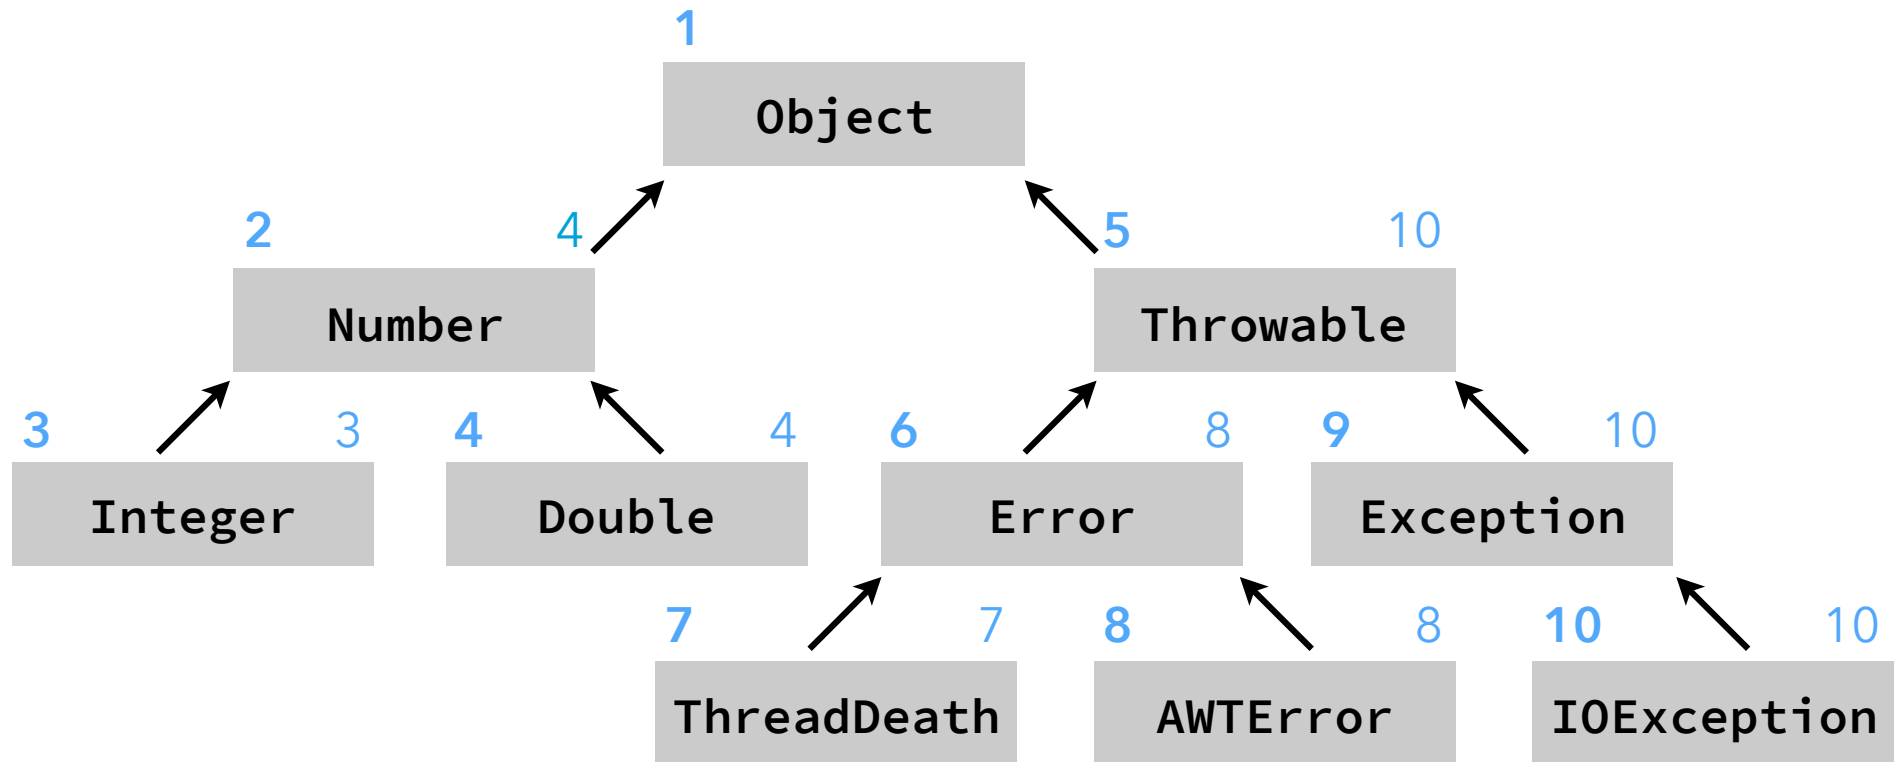 1
Object
2 4 5 10
Number Throwable
3 3 4 4 6 8 9 10
Integer Double Error Exception
7 7 8 8 10 10
ThreadDeath AWTError IOException